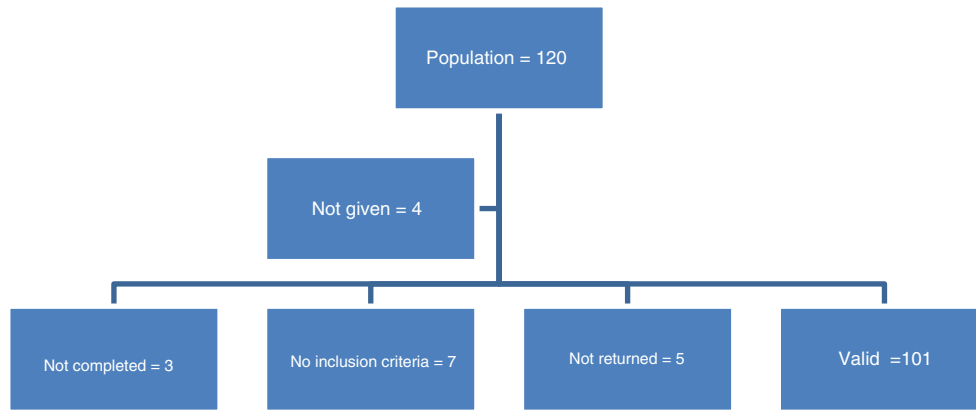 Population = 120
Not given = 4
Not completed = 3
No inclusion criteria = 7
Not returned = 5
Valid =101